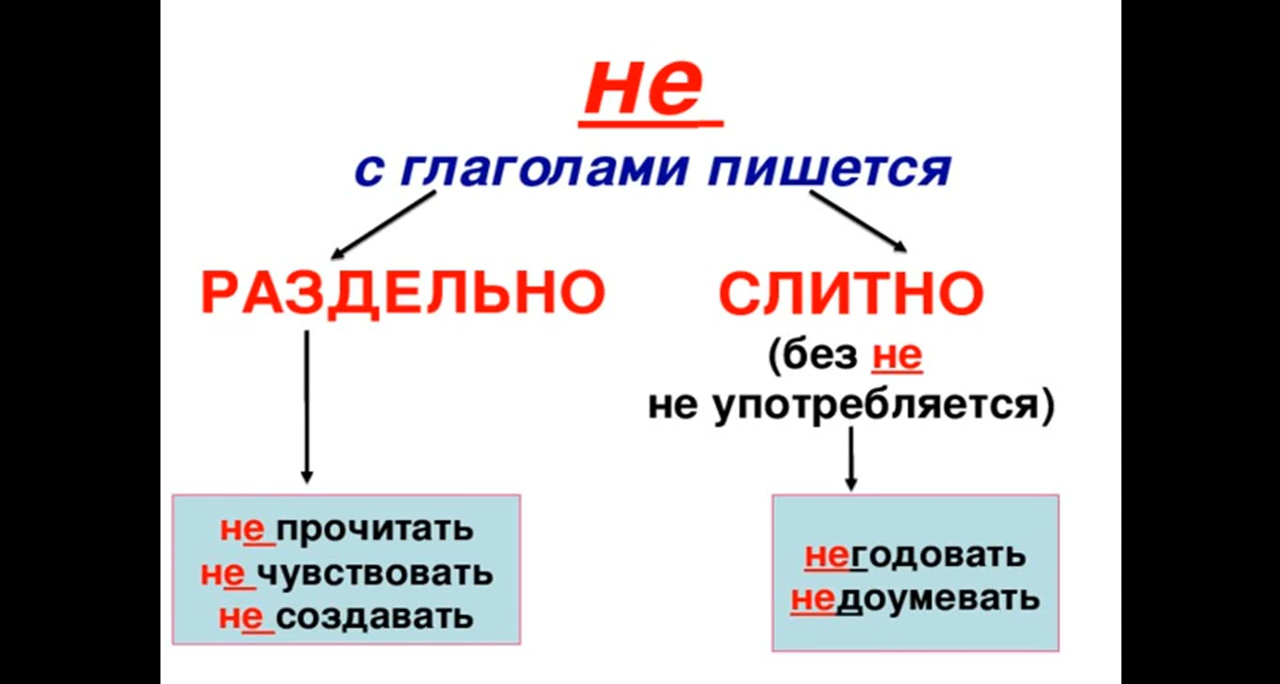 не
с глаголами пишется
РАЗДЕЛЬНО
СЛИТНО
(без не
не употребляется)
не прочитать
не чувствовать
не создавать
негодовать
недоумевать